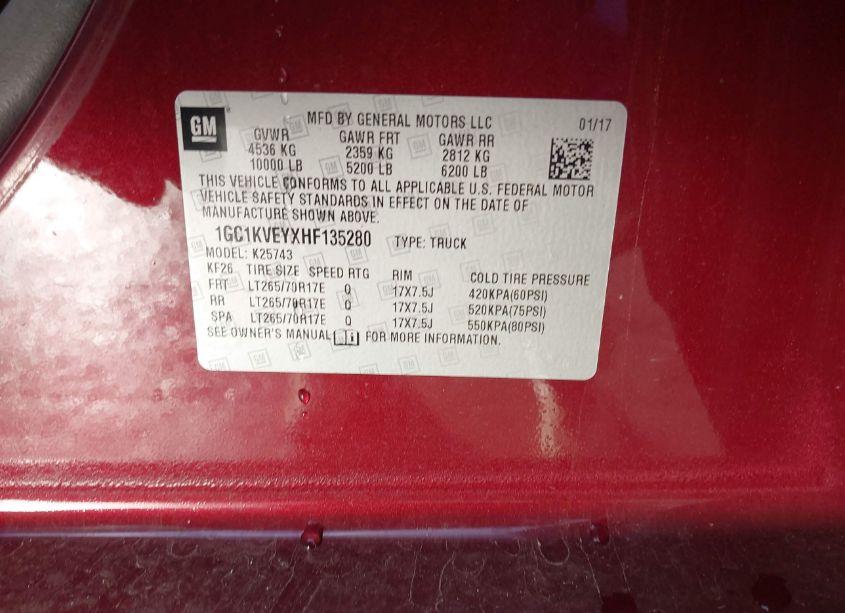 GM
MFD BY GENERAL MOTORS LLC 01/17
GVWR GAWR FRT GAWR RR
4536 KG 2359 KG 2812 KG
10000 LB 5200 LB 6200 LB
THIS VEHICLE CONFORMS TO ALL APPLICABLE U.S. FEDERAL MOTOR
VEHICLE SAFETY STANDARDS IN EFFECT ON THE DATE OF
MANUFACTURE SHOWN ABOVE.
1GC1KVEYXHF135280 TYPE: TRUCK
MODEL: K25743
KF26 TIRE SIZE SPEED RTG RIM COLD TIRE PRESSURE
FRT LT265/70R17E Q 17X7.5J 420KPA(60PSI)
RR LT265/70R17E Q 17X7.5J 520KPA(75PSI)
SPA LT265/70R17E Q 17X7.5J 550KPA(80PSI)
SEE OWNER'S MANUAL FOR MORE INFORMATION.